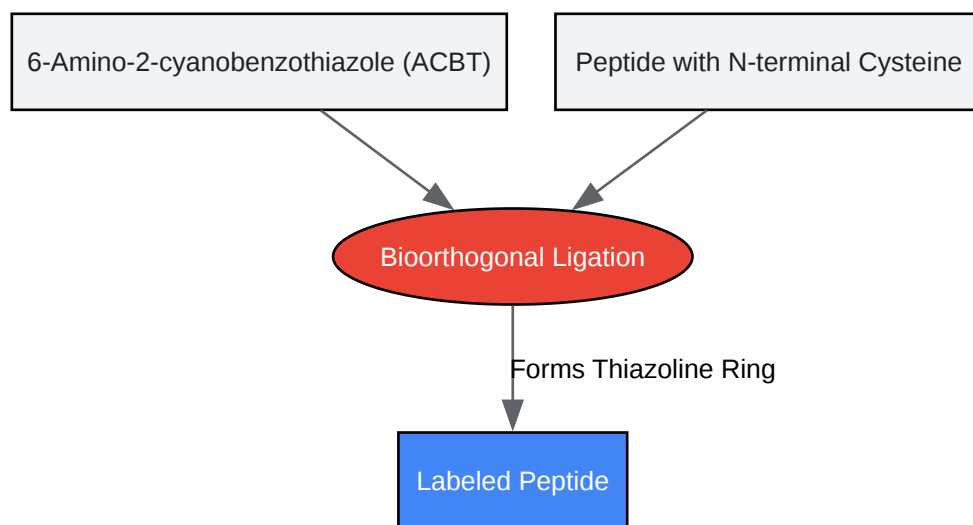 6-Amino-2-cyanobenzothiazole (ACBT)
Peptide with N-terminal Cysteine
Bioorthogonal Ligation
Forms Thiazoline Ring
Labeled Peptide